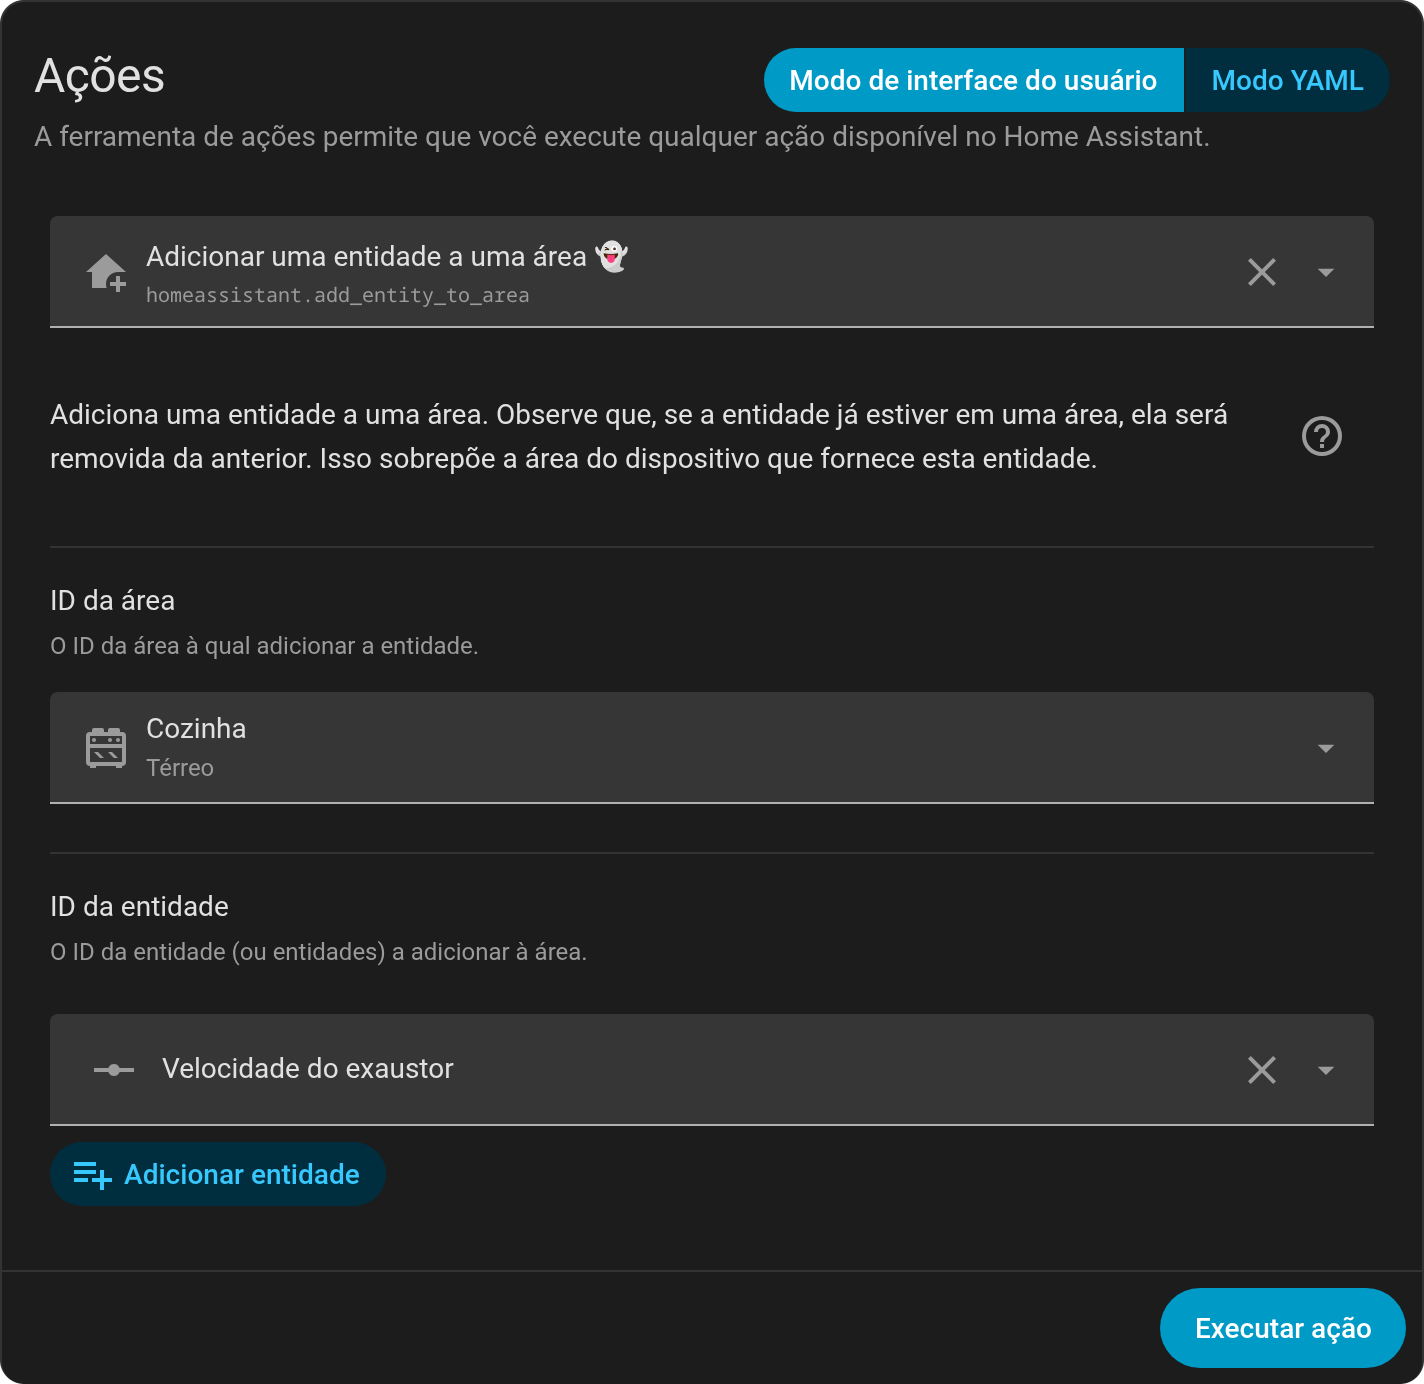 Ações
Modo de interface do usuário
Modo YAML
A ferramenta de ações permite que você execute qualquer ação disponível no Home Assistant.
Adicionar uma entidade a uma área 👻
homeassistant.add_entity_to_area
Adiciona uma entidade a uma área. Observe que, se a entidade já estiver em uma área, ela será
removida da anterior. Isso sobrepõe a área do dispositivo que fornece esta entidade.
ID da área
O ID da área à qual adicionar a entidade.
Cozinha
Térreo
ID da entidade
O ID da entidade (ou entidades) a adicionar à área.
Velocidade do exaustor
Adicionar entidade
Executar ação